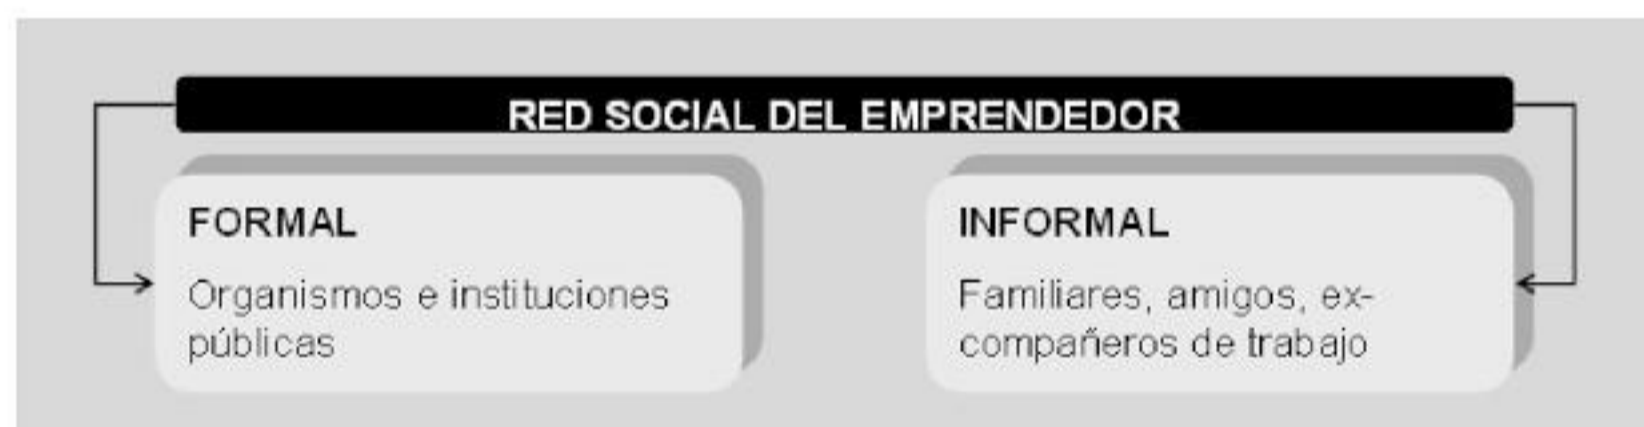 RED SOCIAL DEL EMPRENDEDOR
FORMAL
Organismos e instituciones
públicas
INFORMAL
Familiares, amigos, ex-
compañeros de trabajo